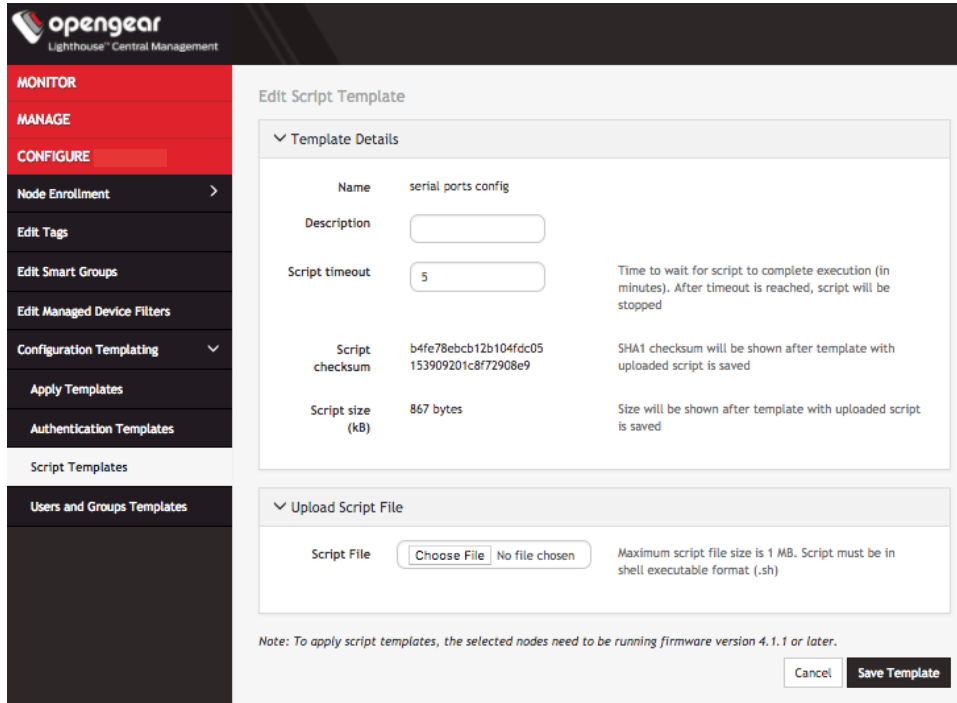 opengear
Lighthouse™ Central Management
MONITOR
MANAGE
CONFIGURE
Node Enrollment
Edit Tags
Edit Smart Groups
Edit Managed Device Filters
Configuration Templating
Apply Templates
Authentication Templates
Script Templates
Users and Groups Templates
Edit Script Template
Template Details
Name serial ports config
Description
Script timeout 5 Time to wait for script to complete execution (in
minutes). After timeout is reached, script will be
stopped
Script b4fe78ebcb12b104fdc05 SHA1 checksum will be shown after template with
checksum 153909201c8f72908e9 uploaded script is saved
Script size 867 bytes Size will be shown after template with uploaded script
(kB) is saved
Upload Script File
Script File Choose File No file chosen Maximum script file size is 1 MB. Script must be in
shell executable format (.sh)
Note: To apply script templates, the selected nodes need to be running firmware version 4.1.1 or later.
Cancel Save Template